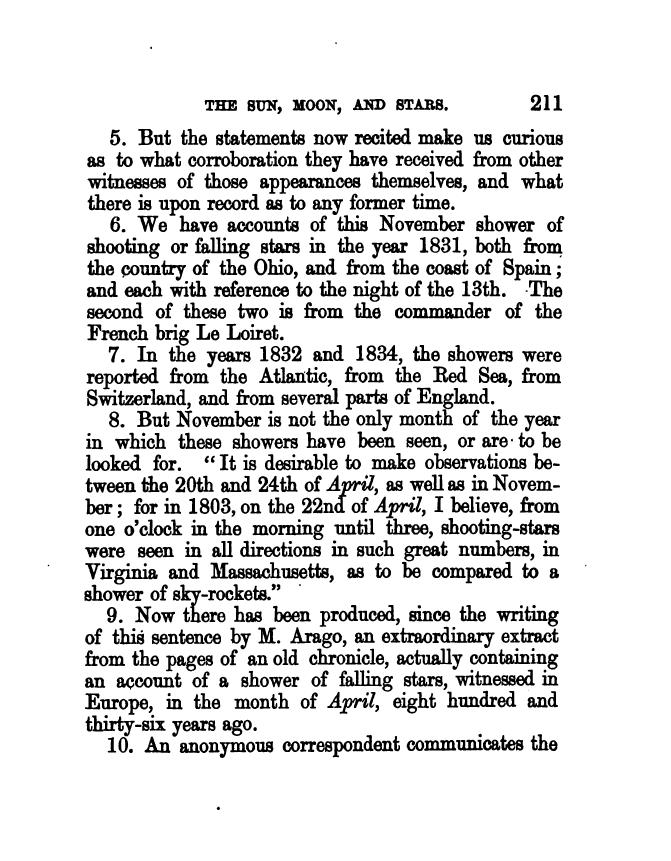 THE SUN, MOON, AND STARS. 211
5. But the statements now recited make us curious
as to what corroboration they have received from other
witnesses of those appearances themselves, and what
there is upon record as to any former time.
6. We have accounts of this November shower of
shooting or falling stars in the year 1831, both from
the country of the Ohio, and from the coast of Spain;
and each with reference to the night of the 13th. The
second of these two is from the commander of the
French brig Le Loiret.
7. In the years 1832 and 1834, the showers were
reported from the Atlantic, from the Red Sea, from
Switzerland, and from several parts of England.
8. But November is not the only month of the year
in which these showers have been seen, or are to be
looked for. "It is desirable to make observations be-
tween the 20th and 24th of April, as well as in Novem-
ber; for in 1803, on the 22nd of April, I believe, from
one o'clock in the morning until three, shooting-stars
were seen in all directions in such great numbers, in
Virginia and Massachusetts, as to be compared to a
shower of sky-rockets."
9. Now there has been produced, since the writing
of this sentence by M. Arago, an extraordinary extract
from the pages of an old chronicle, actually containing
an account of a shower of falling stars, witnessed in
Europe, in the month of April, eight hundred and
thirty-six years ago.
10. An anonymous correspondent communicates the